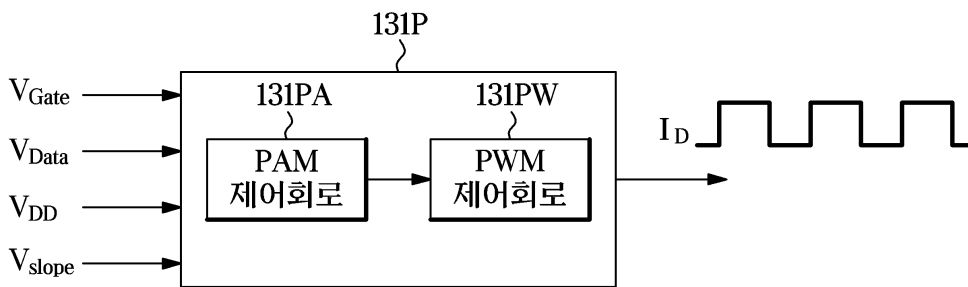 131P
V_Gate
V_Data
V_DD
V_slope
131PA
PAM
제어회로
131PW
PWM
제어회로
I_D